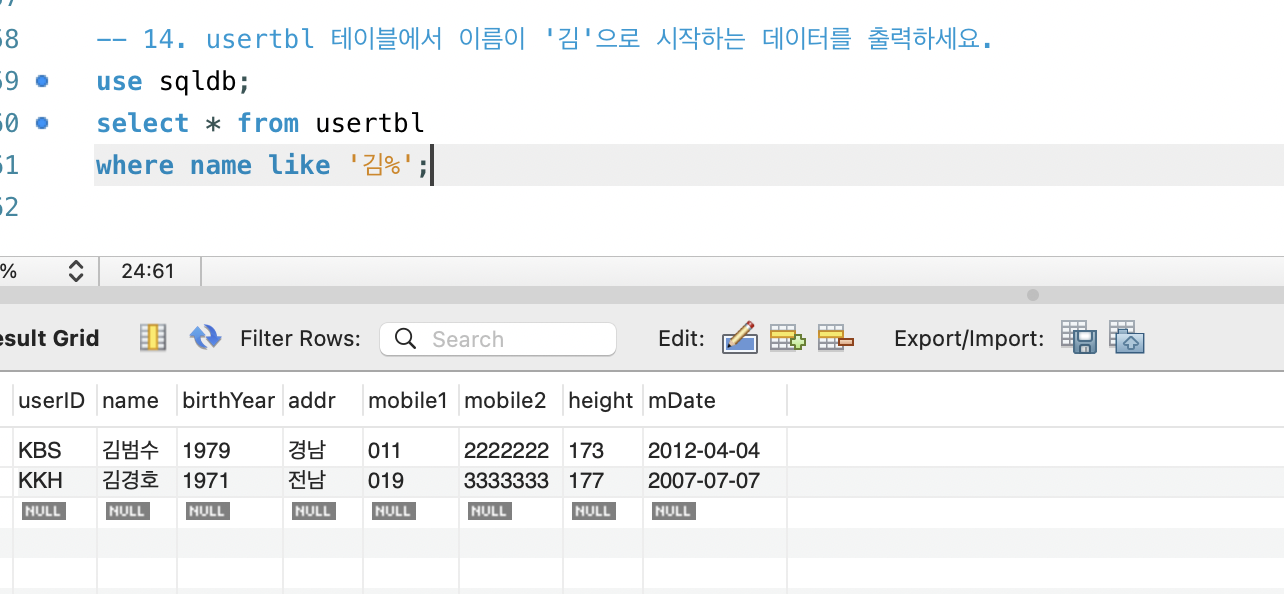 58 -- 14. usertbl 테이블에서 이름이 '김'으로 시작하는 데이터를 출력하세요.
59 use sqldb;
60 select * from usertbl
61 where name like '김%';
62
% 24:61
esult Grid Filter Rows: Search Edit: Export/Import:
userID name birthYear addr mobile1 mobile2 height mDate
KBS 김범수 1979 경남 011 2222222 173 2012-04-04
KKH 김경호 1971 전남 019 3333333 177 2007-07-07
NULL NULL NULL NULL NULL NULL NULL NULL